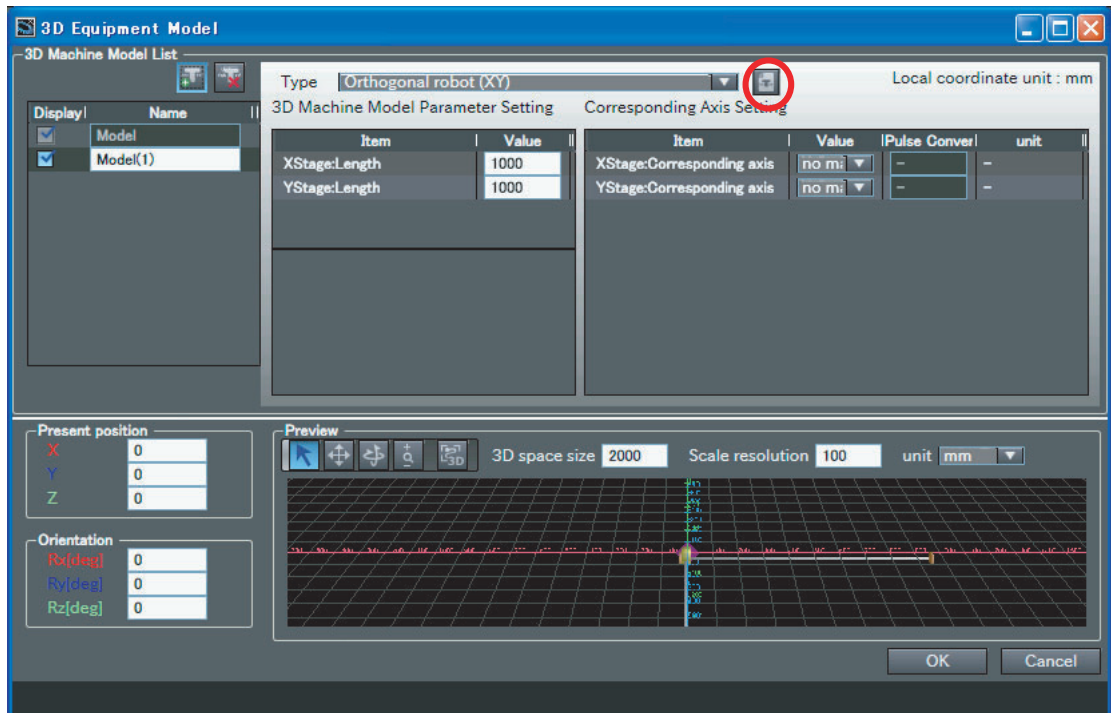 3D Equipment Model
3D Machine Model List
Type Orthogonal robot (XY) Local coordinate unit : mm
3D Machine Model Parameter Setting Corresponding Axis Setting
Display Name
Model
Model(1)
Item Value
XStage:Length 1000
YStage:Length 1000
Item Value Pulse Conver unit
XStage:Corresponding axis no m - -
YStage:Corresponding axis no m - -
Present position
X 0
Y 0
Z 0
Orientation
Rx[deg] 0
Ry[deg] 0
Rz[deg] 0
Preview
3D 3D space size 2000 Scale resolution 100 unit mm
OK Cancel